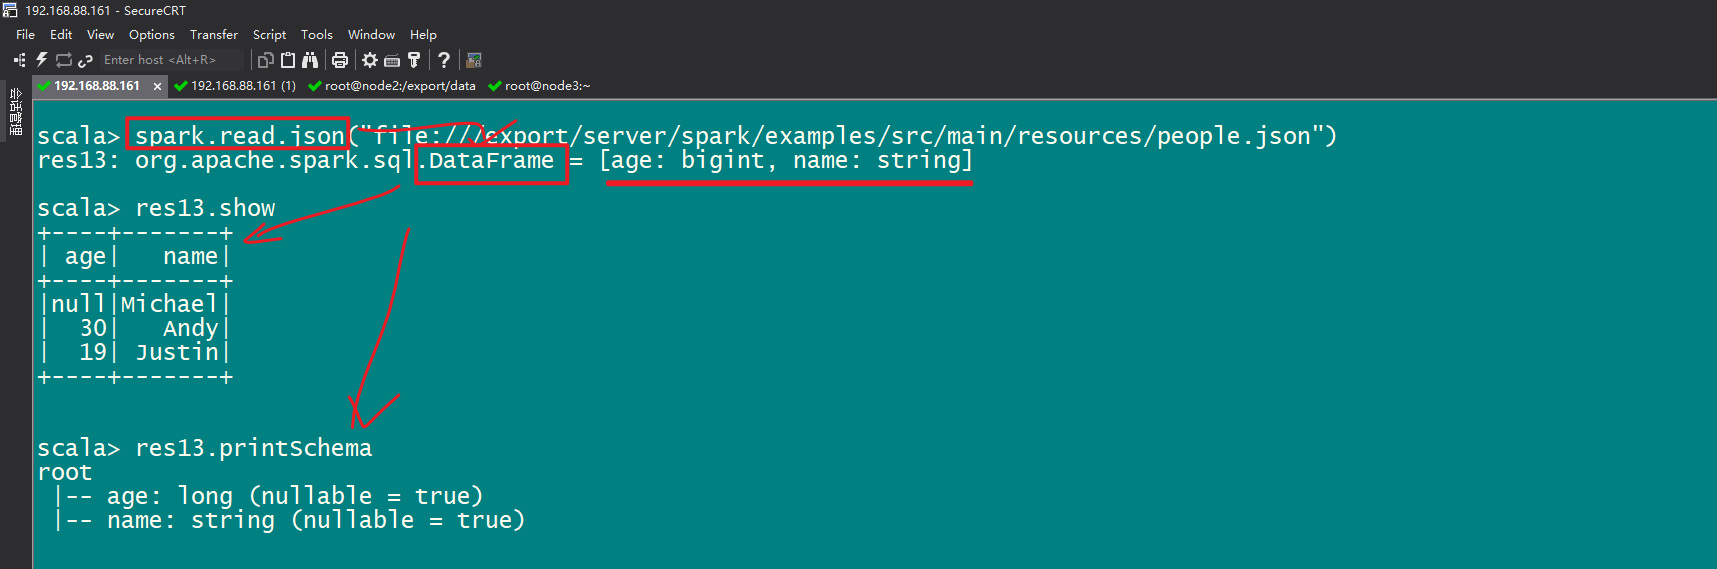 192.168.88.161 - SecureCRT
File Edit View Options Transfer Script Tools Window Help
Enter host <Alt+R>
192.168.88.161 × 192.168.88.161 (1) root@node2:/export/data root@node3:~
会话管理
scala> spark.read.json("file:///export/server/spark/examples/src/main/resources/people.json")
res13: org.apache.spark.sql.DataFrame = [age: bigint, name: string]
scala> res13.show
+----+-------+
| age|   name|
+----+-------+
|null|Michael|
|  30|   Andy|
|  19| Justin|
+----+-------+
scala> res13.printSchema
root
 |-- age: long (nullable = true)
 |-- name: string (nullable = true)